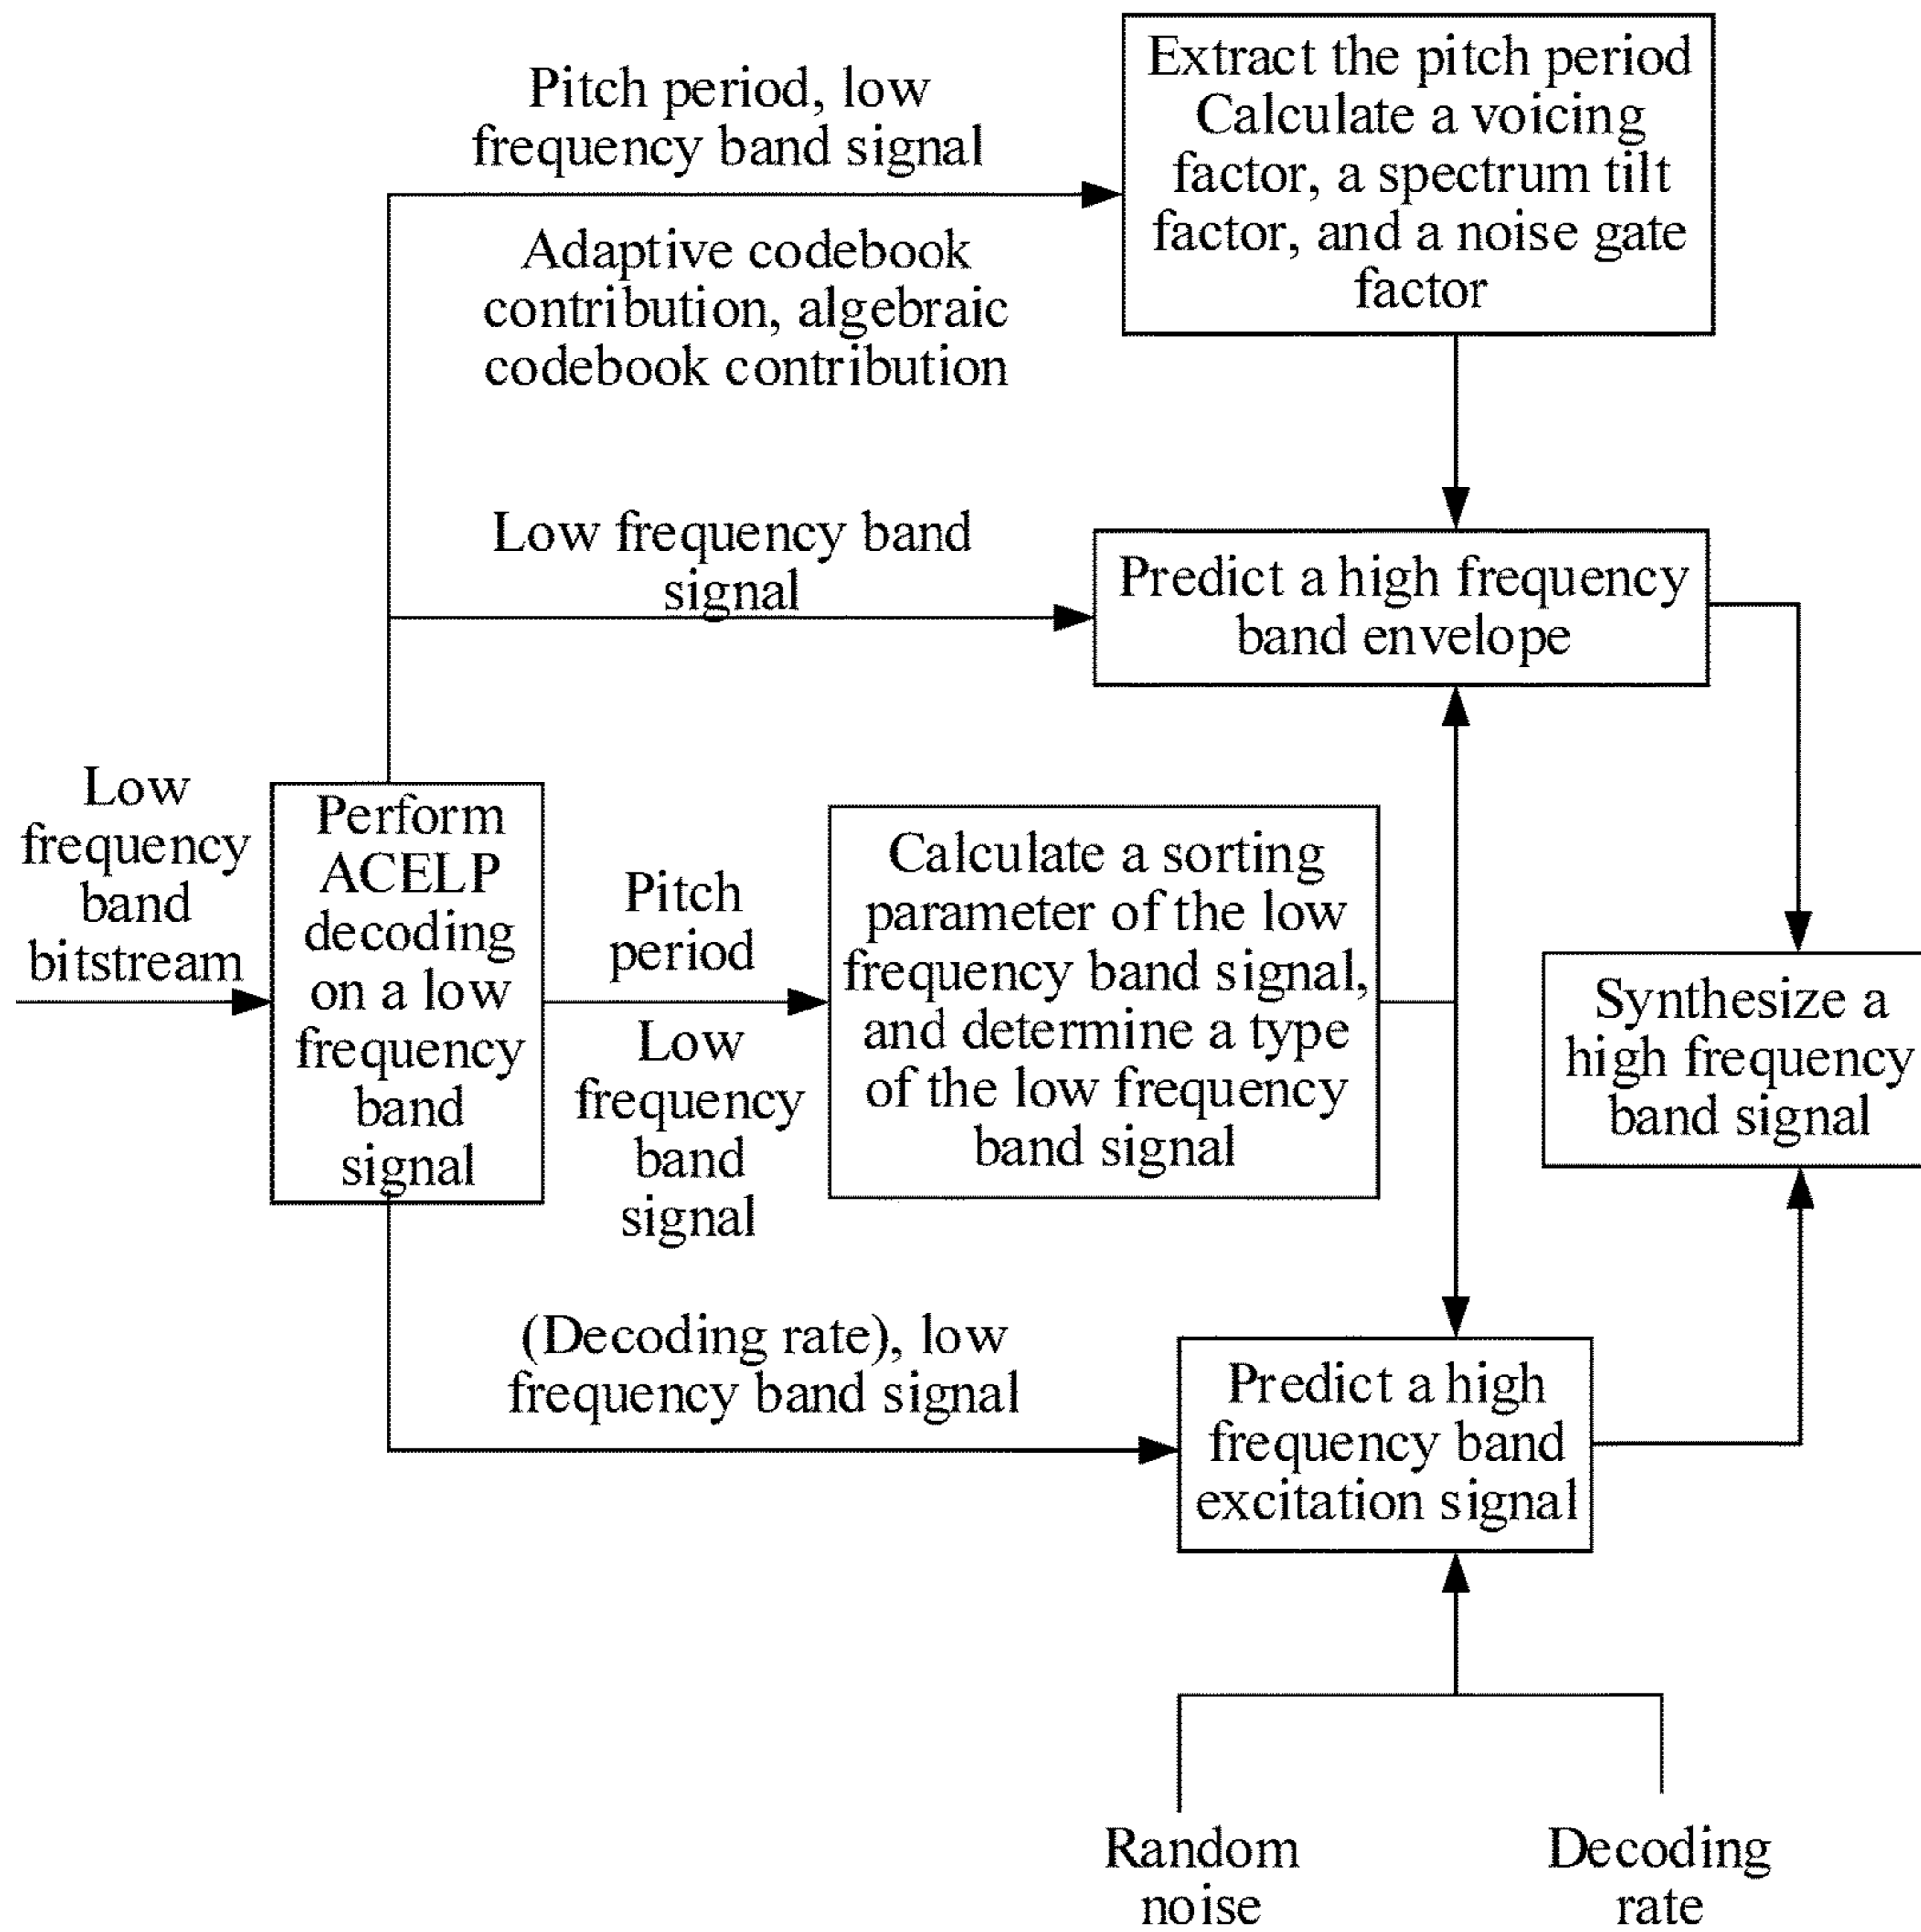 Extract the pitch period
Calculate a voicing
factor, a spectrum tilt
factor, and a noise gate
factor
Pitch period, low
frequency band signal
Adaptive codebook
contribution, algebraic
codebook contribution
Low frequency band
signal
Predict a high frequency
band envelope
Low
frequency
band
bitstream
Perform
ACELP
decoding
on a low
frequency
band
signal
Pitch
period
Low
frequency
band
signal
Calculate a sorting
parameter of the low
frequency band signal,
and determine a type
of the low frequency
band signal
Synthesize a
high frequency
band signal
(Decoding rate), low
frequency band signal
Predict a high
frequency band
excitation signal
Random
noise
Decoding
rate